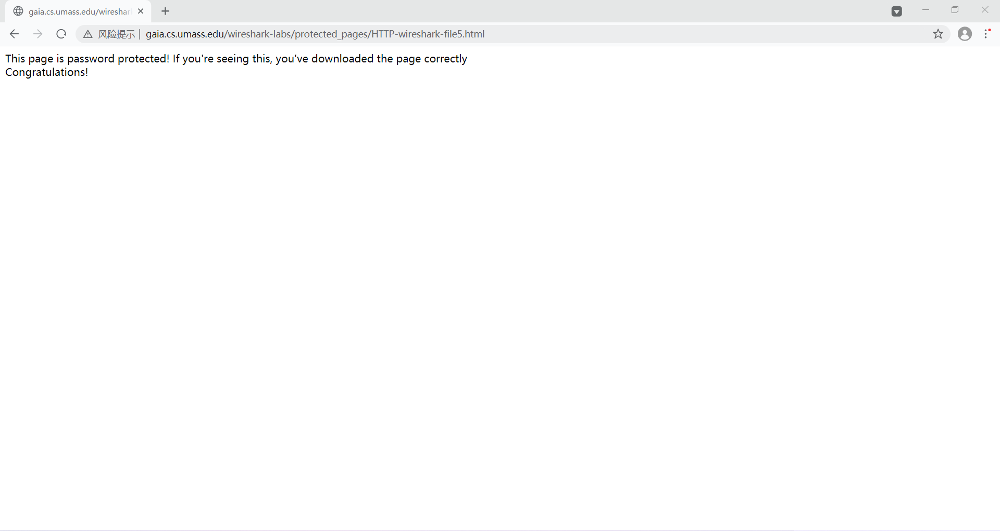 gaia.cs.umass.edu/wireshar
风险提示 | gaia.cs.umass.edu/wireshark-labs/protected_pages/HTTP-wireshark-file5.html
This page is password protected! If you're seeing this, you've downloaded the page correctly
Congratulations!